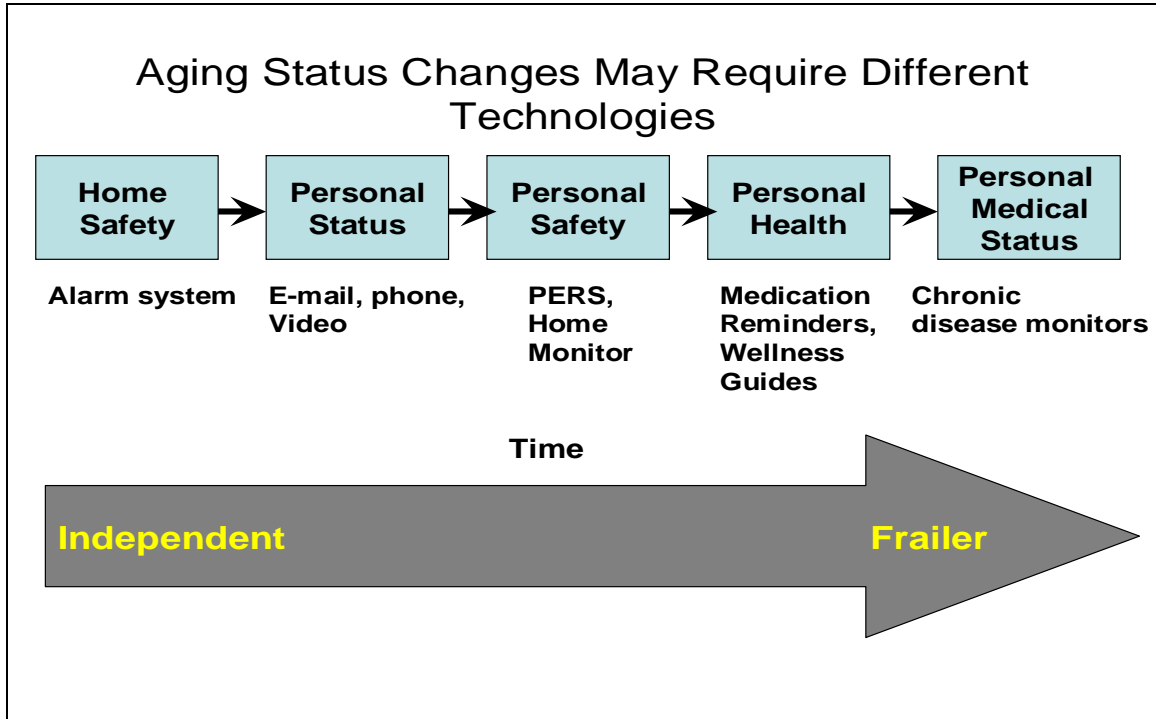 Aging Status Changes May Require Different
Technologies
Home
Safety
Personal
Status
Personal
Safety
Personal
Health
Personal
Medical
Status
Alarm system
E-mail, phone,
Video
PERS,
Home
Monitor
Medication
Reminders,
Wellness
Guides
Chronic
disease monitors
Time
Independent
Frailer